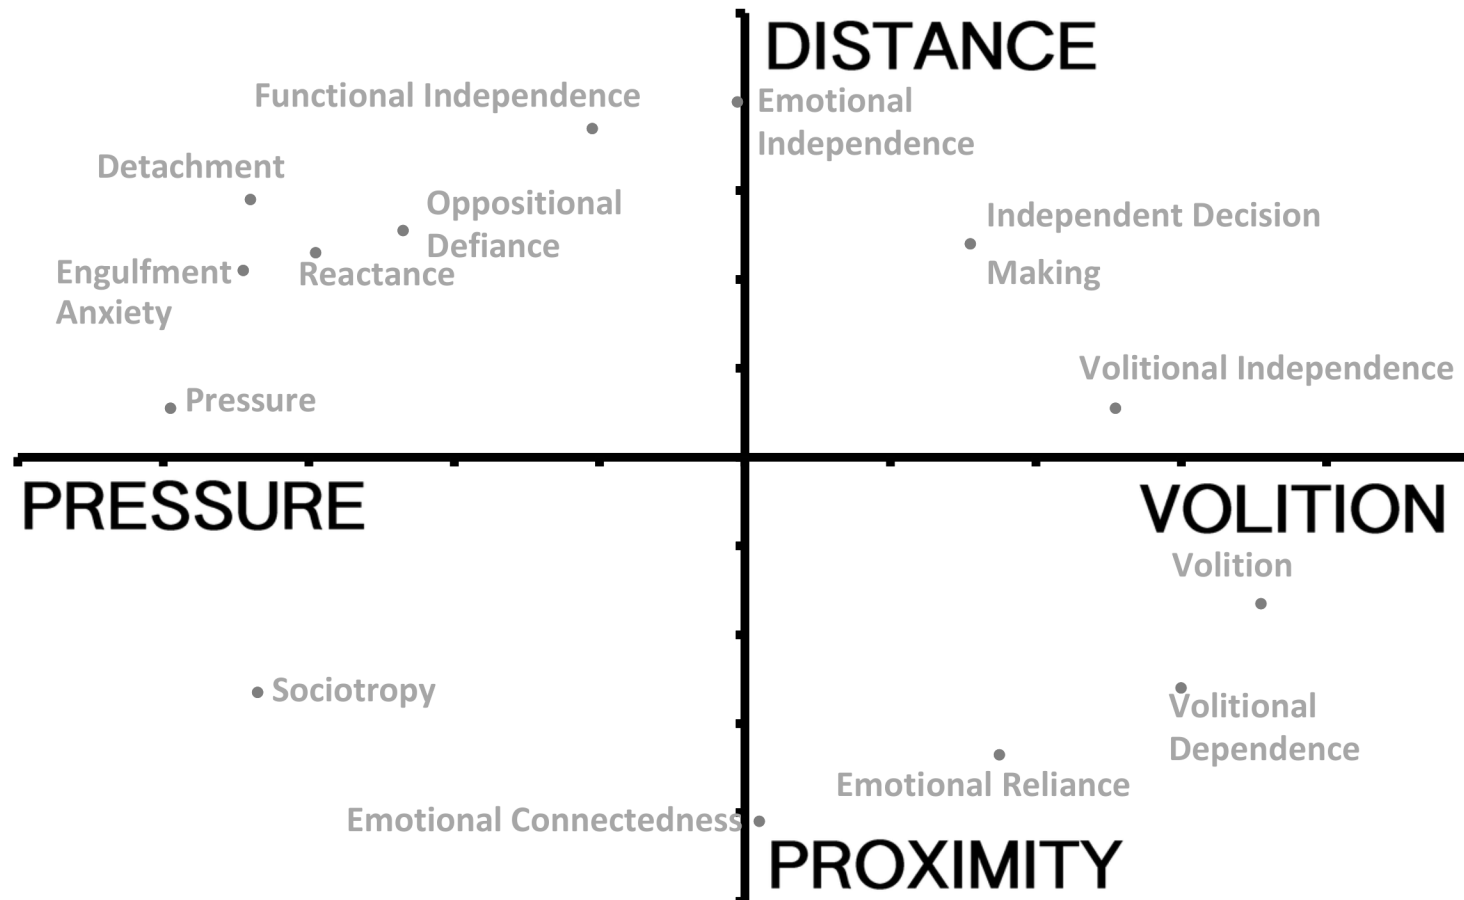 DISTANCE
Functional Independence
Emotional
Independence
Detachment
Oppositional
Defiance
Independent Decision
Making
Engulfment
Anxiety
Reactance
Volitional Independence
Pressure
PRESSURE
VOLITION
Volition
Sociotropy
Volitional
Dependence
Emotional Reliance
Emotional Connectedness
PROXIMITY